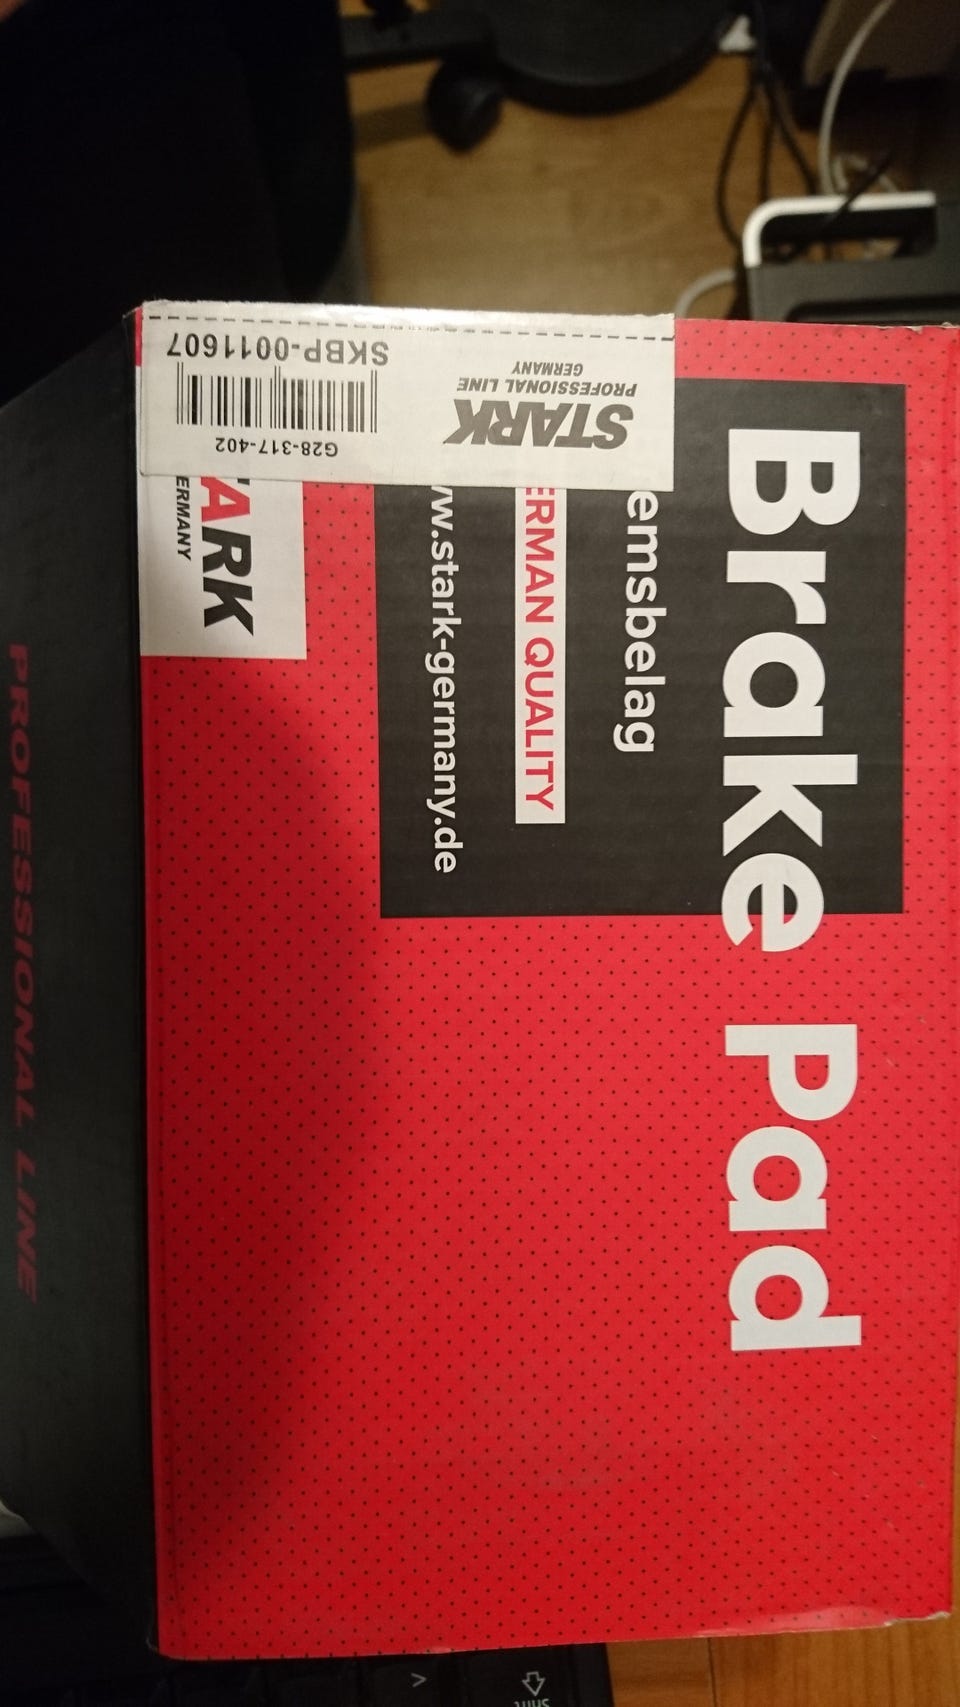 STARK
PROFESSIONAL LINE
GERMANY
G28-317-402
SKBP-0011607
Brake Pad
emsbelag
ERMAN QUALITY
ww.stark-germany.de
ARK
ERMANY
PROFESSIONAL LINE
Shift